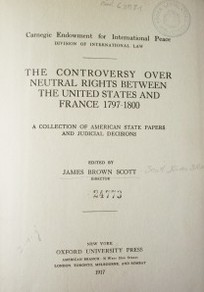 Carnegie Endowment for International Peace
DIVISION OF INTERNATIONAL LAW
THE CONTROVERSY OVER
NEUTRAL RIGHTS BETWEEN
THE UNITED STATES AND
FRANCE 1797-1800
A COLLECTION OF AMERICAN STATE PAPERS
AND JUDICIAL DECISIONS
EDITED BY
JAMES BROWN SCOTT
DIRECTOR
24773
NEW YORK
OXFORD UNIVERSITY PRESS
AMERICAN BRANCH: 35 WEST 32ND STREET
LONDON, TORONTO, MELBOURNE, AND BOMBAY
1917